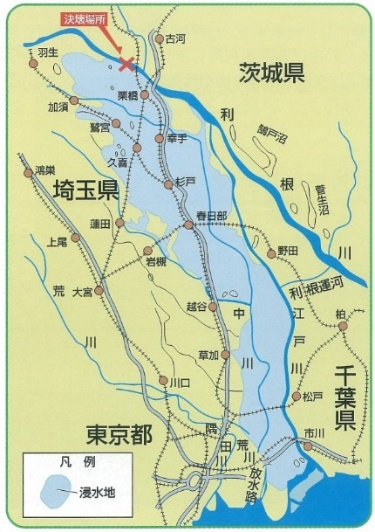 決壊場所
古河
羽生
茨城県
栗橋
加須
利
鷲宮
幸手
久喜
根
菅生沼
鴻巣
杉戸
埼玉県
蓮田
春日部
上尾
岩槻
野田
川
荒
大宮
利根運河
越谷
中
江
柏
川
草加
川
戸
川
千葉県
川口
松戸
東京都
隅
荒
市川
田
川
川
放水路
凡 例
浸水地